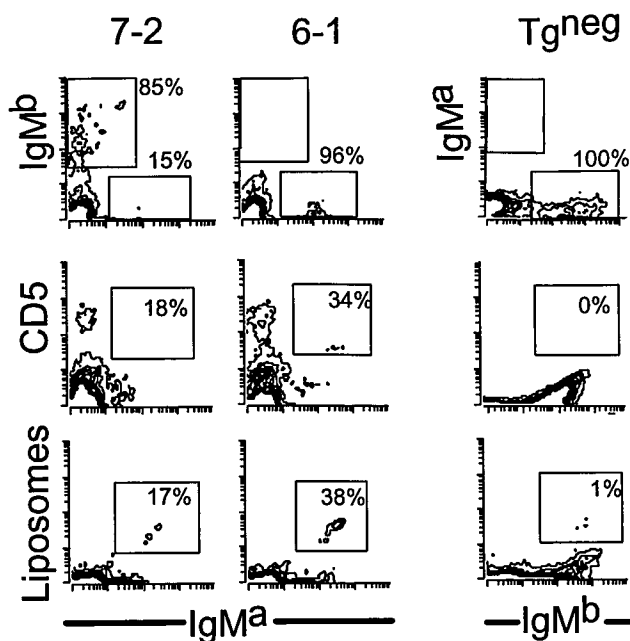 7-2 6-1 Tgneg
IgMb
85%
15%
96%
IgMa
100%
CD5
18%
34%
0%
Liposomes
17%
38%
1%
IgMa
IgMb